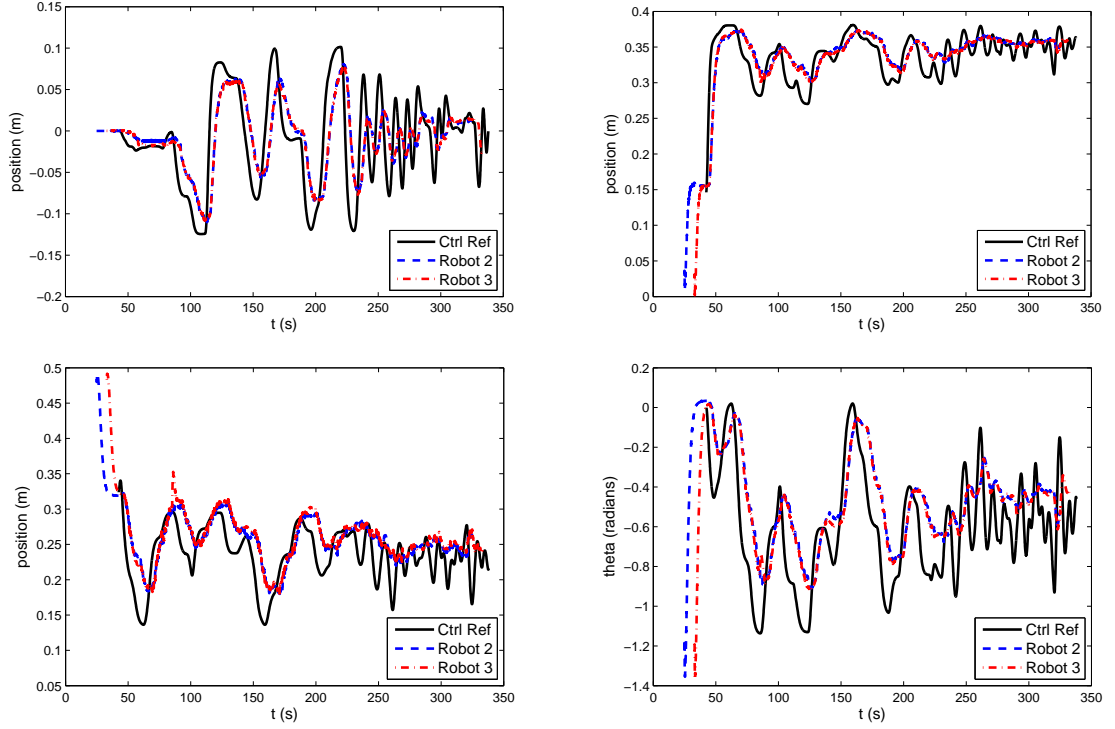 0.15
0.1
0.05
0
−0.05
−0.1
−0.15
−0.2
position (m)
0 50 100 150 200 250 300 350
t (s)
Ctrl Ref
Robot 2
Robot 3
0.4
0.35
0.3
0.25
0.2
0.15
0.1
0.05
0
position (m)
0 50 100 150 200 250 300 350
t (s)
Ctrl Ref
Robot 2
Robot 3
0.5
0.45
0.4
0.35
0.3
0.25
0.2
0.15
0.1
0.05
position (m)
0 50 100 150 200 250 300 350
t (s)
Ctrl Ref
Robot 2
Robot 3
0.2
0
−0.2
−0.4
−0.6
−0.8
−1
−1.2
−1.4
theta (radians)
0 50 100 150 200 250 300 350
t (s)
Ctrl Ref
Robot 2
Robot 3